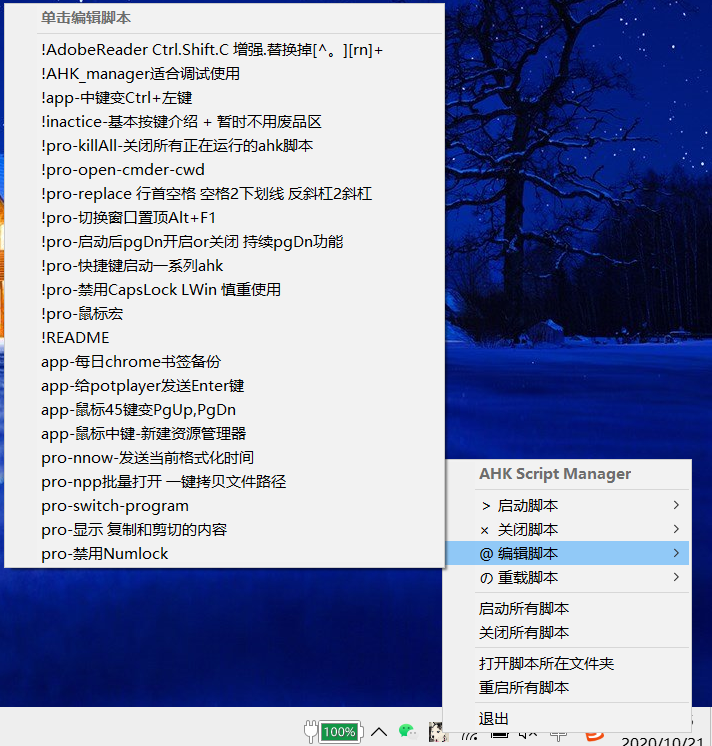 单击编辑脚本
!AdobeReader Ctrl.Shift.C 增强.替换掉[^。][rn]+
!AHK_manager适合调试使用
!app-中键变Ctrl+左键
!inactice-基本按键介绍 + 暂时不用废品区
!pro-killAll-关闭所有正在运行的ahk脚本
!pro-open-cmder-cwd
!pro-replace 行首空格 空格2下划线 反斜杠2斜杠
!pro-切换窗口置顶Alt+F1
!pro-启动后pgDn开启or关闭 持续pgDn功能
!pro-快捷键启动一系列ahk
!pro-禁用CapsLock LWin 慎重使用
!pro-鼠标宏
!README
app-每日chrome书签备份
app-给potplayer发送Enter键
app-鼠标45键变PgUp,PgDn
app-鼠标中键-新建资源管理器
pro-nnow-发送当前格式化时间
pro-npp批量打开 一键拷贝文件路径
pro-switch-program
pro-显示 复制和剪切的内容
pro-禁用Numlock
AHK Script Manager
> 启动脚本
× 关闭脚本
@ 编辑脚本
の 重载脚本
启动所有脚本
关闭所有脚本
打开脚本所在文件夹
重启所有脚本
退出
100%
2020/10/21